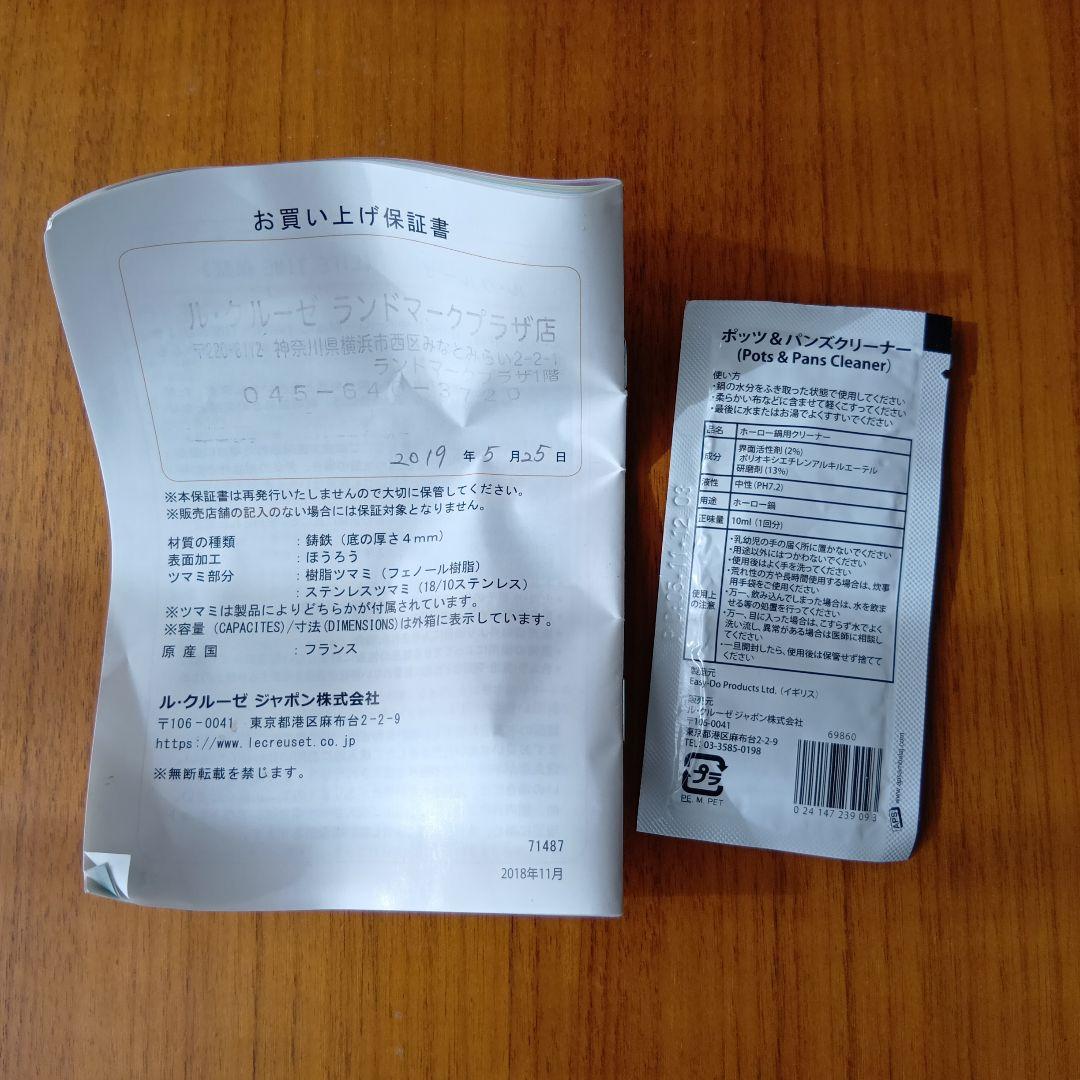 お買い上げ保証書
ル・クルーゼ ランドマークプラザ店
神奈川県横浜市西区みなとみらい2-2-1
ランドマークプラザ1階
2019 年 5 月 25 日
※本保証書は再発行いたしませんので大切に保管してください。
※販売店舗の記入のない場合には保証対象となりません。
材質の種類 : 鋳鉄 (底の厚さ4mm)
表面加工 : ほうろう
ツマミ部分 : 樹脂ツマミ (フェノール樹脂)
: ステンレスツマミ (18/10ステンレス)
※ツマミは製品によりどちらかが付属されています。
※容量 (CAPACITES)/寸法(DIMENSIONS)は外箱に表示しています。
原産国 : フランス
ル・クルーゼ ジャポン株式会社
〒106-0041 東京都港区麻布台2-2-9
https://www.lecreuset.co.jp
※無断転載を禁じます。
71487
2018年11月
ポッツ&パンズクリーナー
(Pots & Pans Cleaner)
使い方
・鍋の水分をふき取った状態で使用してください
・柔らかい布などに含ませて軽くこすってください
・最後に水またはお湯でよくすすいでください
品名 ホーロー鍋用クリーナー
成分 界面活性剤 (2%)
ポリオキシエチレンアルキルエーテル
研磨剤 (13%)
液性 中性 (PH7.2)
用途 ホーロー鍋
正味量 10ml (1回分)
使用上の注意
・乳幼児の手の届く所に置かないでください
・用途以外にはつかわないでください
・使用後はよく手を洗ってください
・荒れ性の方や長時間使用する場合は、炊事
用手袋をご使用ください
・万一、飲み込んでしまった場合は、水を飲ま
せる等の処置を行ってください
・万一、目に入った場合は、こすらず水でよく
洗い流し、異常がある場合は医師に相談し
てください
・一旦開封したら、使用後は保管せず捨てて
ください
製造元
Easy-Do Products Ltd. (イギリス)
販売元
ル・クルーゼ ジャポン株式会社
〒106-0041
東京都港区麻布台2-2-9
TEL: 03-3585-0198
プラ
PE, M, PET
69860
0 24 147 239 09 3
APS